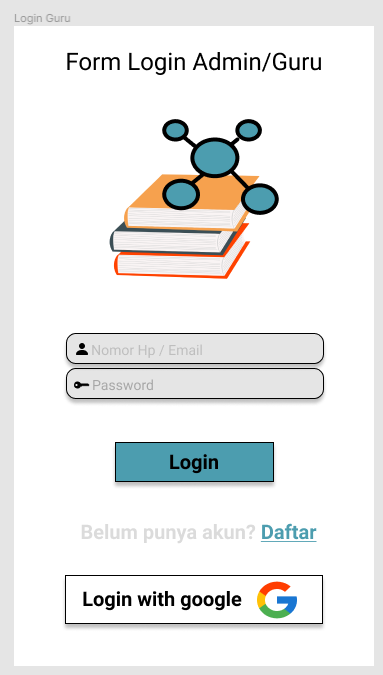 Login Guru
Form Login Admin/Guru
Nomor Hp / Email
Password
Login
Belum punya akun? Daftar
Login with google